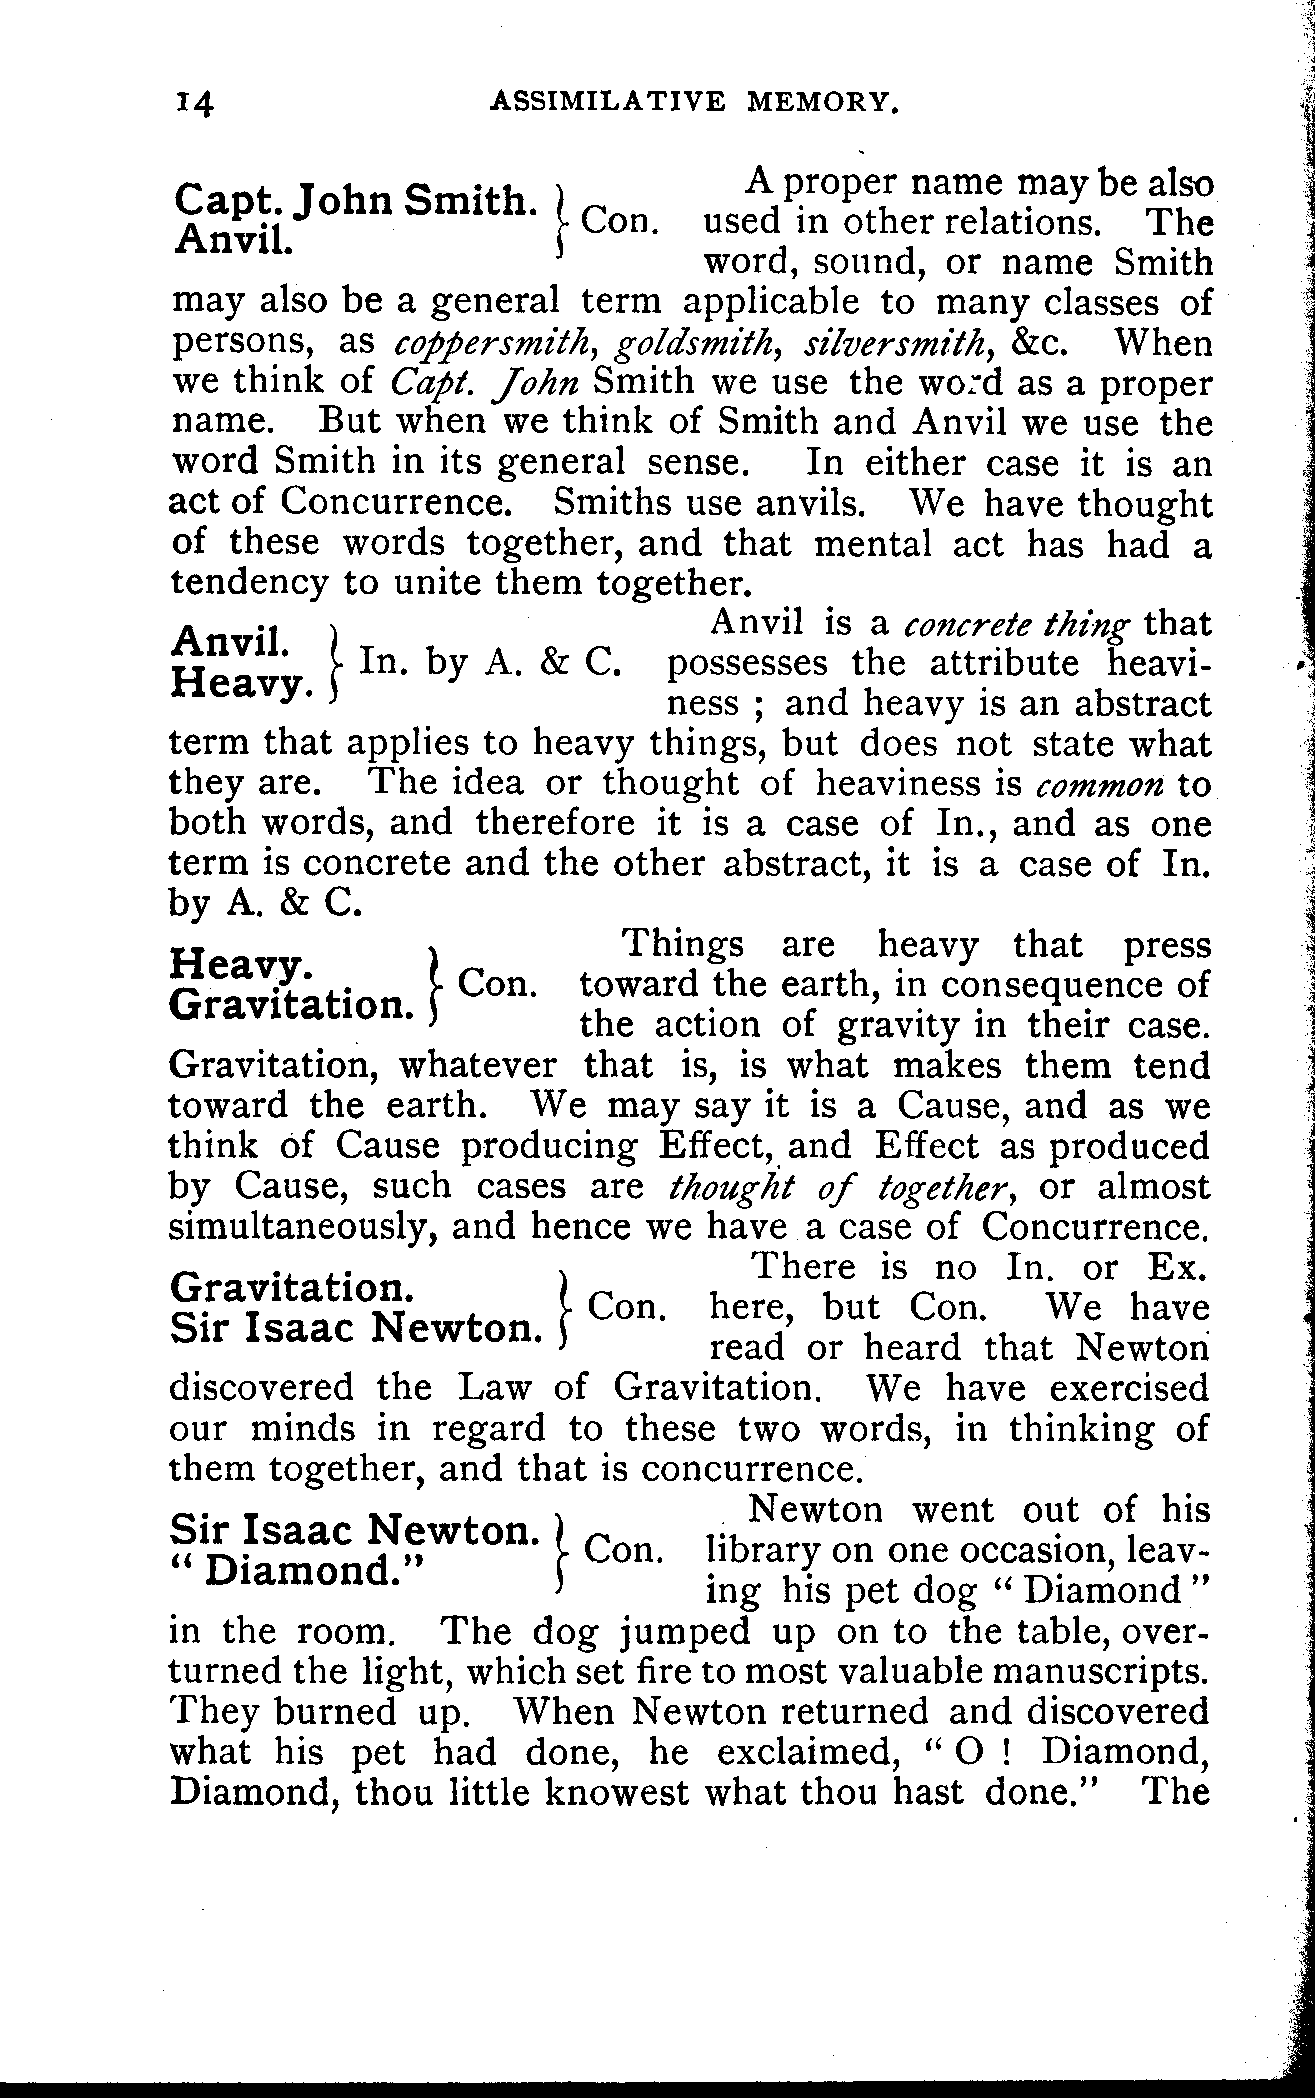 14 ASSIMILATIVE MEMORY.
Capt. John Smith. } Con. A proper name may be also
Anvil. used in other relations. The
word, sound, or name Smith
may also be a general term applicable to many classes of
persons, as coppersmith, goldsmith, silversmith, &c. When
we think of Capt. John Smith we use the word as a proper
name. But when we think of Smith and Anvil we use the
word Smith in its general sense. In either case it is an
act of Concurrence. Smiths use anvils. We have thought
of these words together, and that mental act has had a
tendency to unite them together.
Anvil. } In. by A. & C. Anvil is a concrete thing that
Heavy. possesses the attribute heavi-
ness ; and heavy is an abstract
term that applies to heavy things, but does not state what
they are. The idea or thought of heaviness is common to
both words, and therefore it is a case of In., and as one
term is concrete and the other abstract, it is a case of In.
by A. & C.
Heavy. } Con. Things are heavy that press
Gravitation. toward the earth, in consequence of
the action of gravity in their case.
Gravitation, whatever that is, is what makes them tend
toward the earth. We may say it is a Cause, and as we
think of Cause producing Effect, and Effect as produced
by Cause, such cases are thought of together, or almost
simultaneously, and hence we have a case of Concurrence.
Gravitation. } Con. There is no In. or Ex.
Sir Isaac Newton. here, but Con. We have
read or heard that Newton
discovered the Law of Gravitation. We have exercised
our minds in regard to these two words, in thinking of
them together, and that is concurrence.
Sir Isaac Newton. } Con. Newton went out of his
“ Diamond.” library on one occasion, leav-
ing his pet dog “ Diamond ”
in the room. The dog jumped up on to the table, over-
turned the light, which set fire to most valuable manuscripts.
They burned up. When Newton returned and discovered
what his pet had done, he exclaimed, “ O ! Diamond,
Diamond, thou little knowest what thou hast done.” The